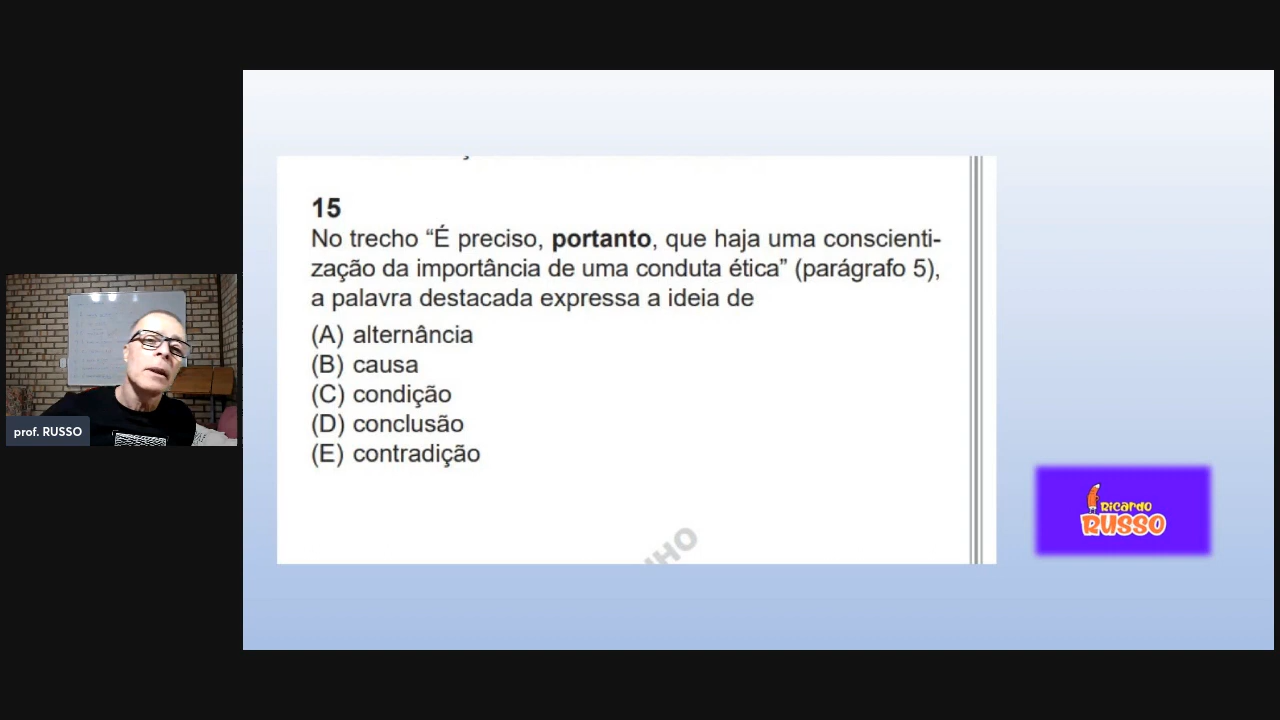 15
No trecho “É preciso, portanto, que haja uma conscienti-
zação da importância de uma conduta ética” (parágrafo 5),
a palavra destacada expressa a ideia de
(A) alternância
(B) causa
(C) condição
(D) conclusão
(E) contradição
prof. RUSSO
RicaRdo
RUSSO